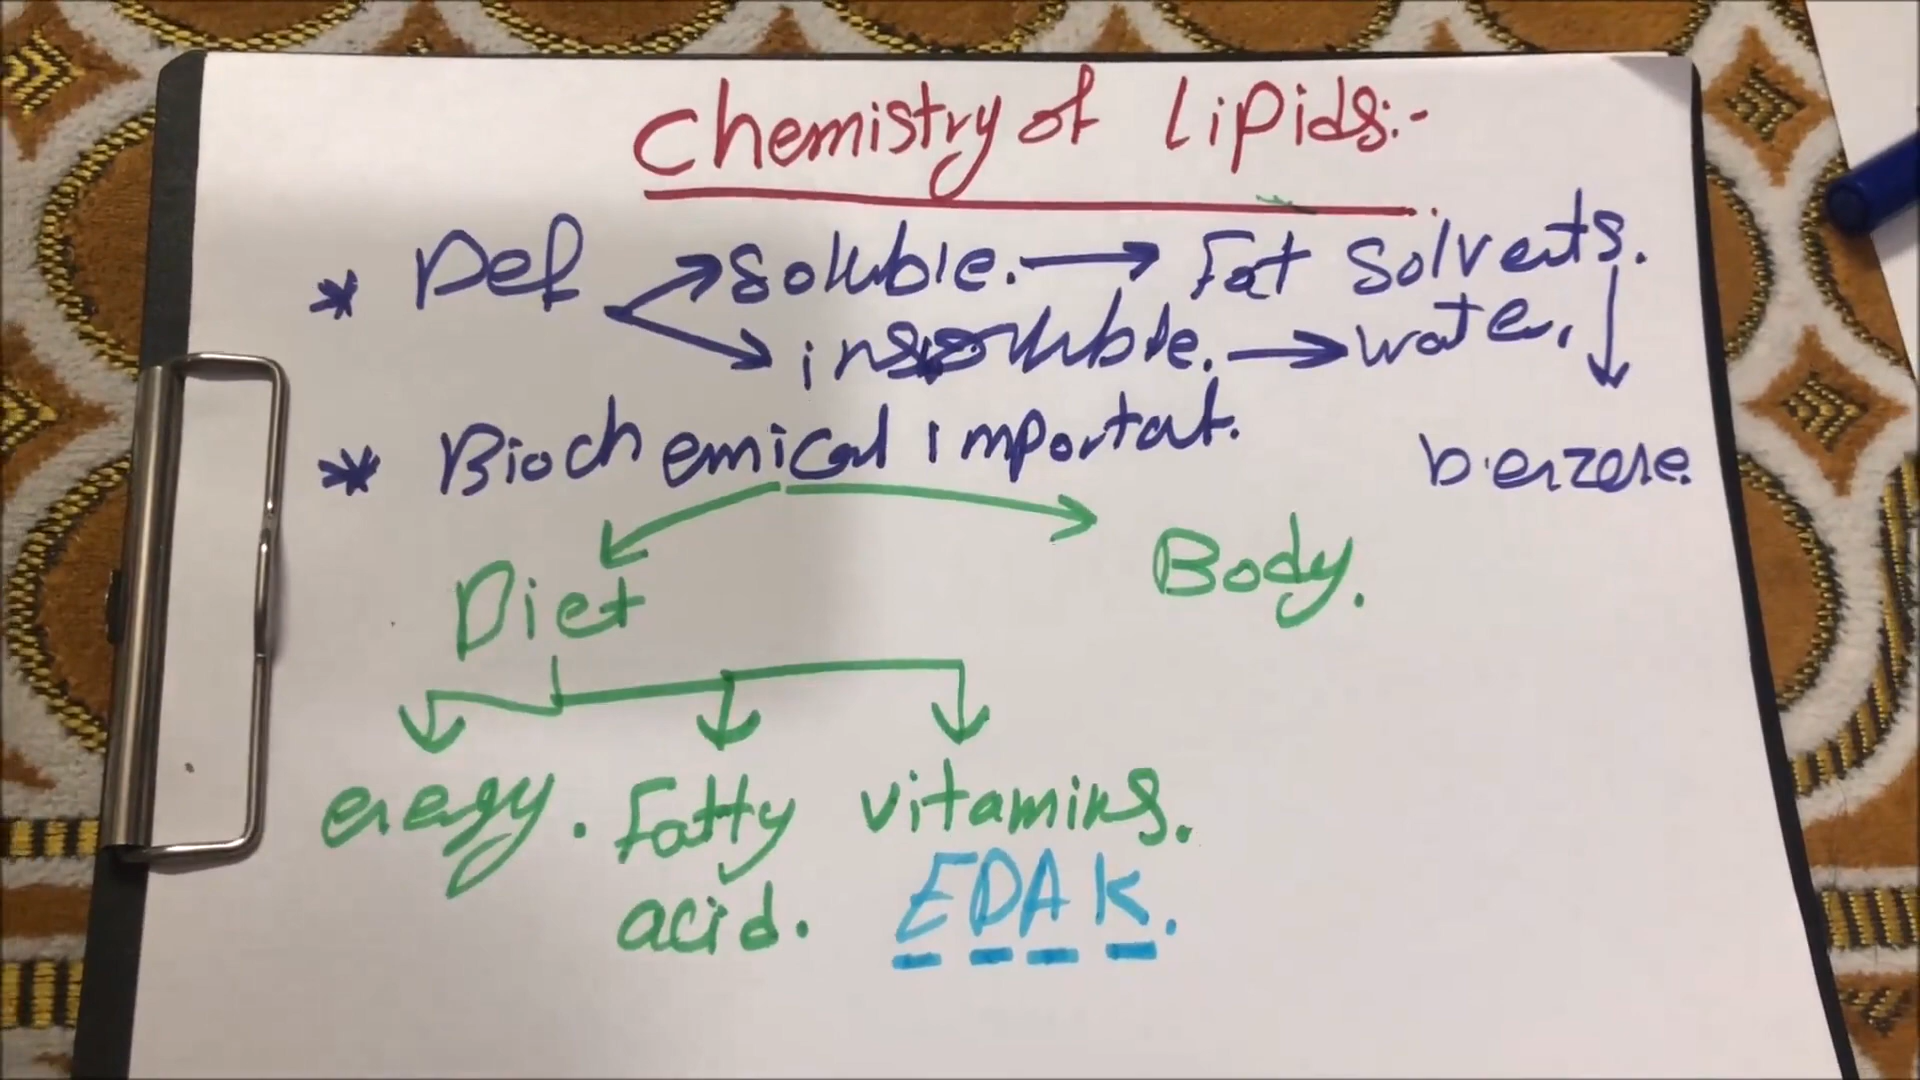 Chemistry of Lipids:-
* Def → Soluble. → Fat Solvents.
→ insoluble. → water.
↓ benzene.
* Biochemical importat.
Diet
Body.
energy. Fatty vitamins.
acid. EDAK.